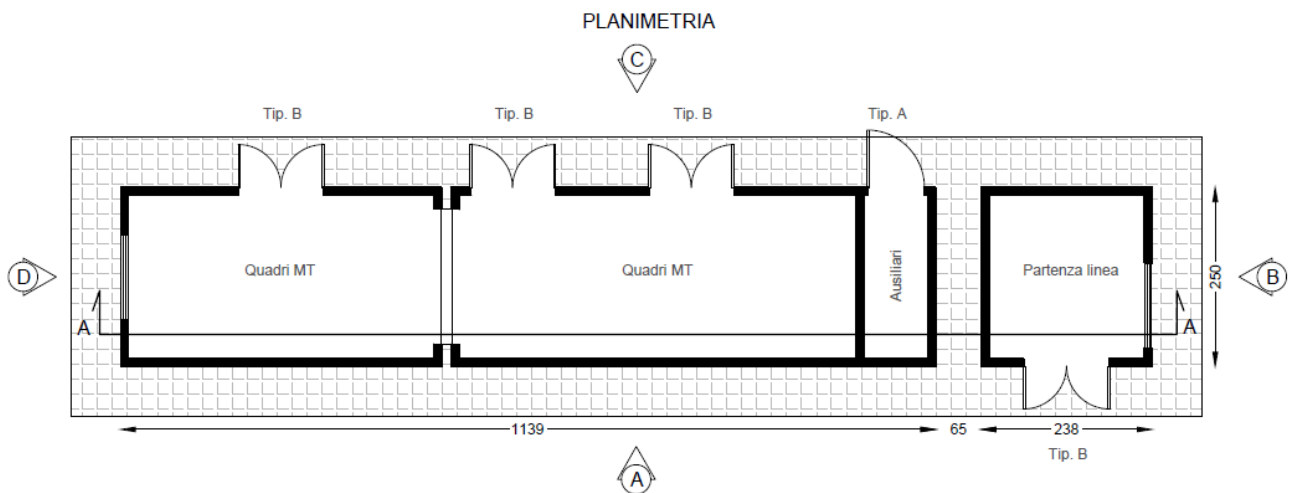 PLANIMETRIA
C
Tip. B
Tip. B
Tip. B
Tip. A
Quadri MT
Quadri MT
Ausiliari
Partenza linea
D
B
250
A
A
1139
65
238
Tip. B
A